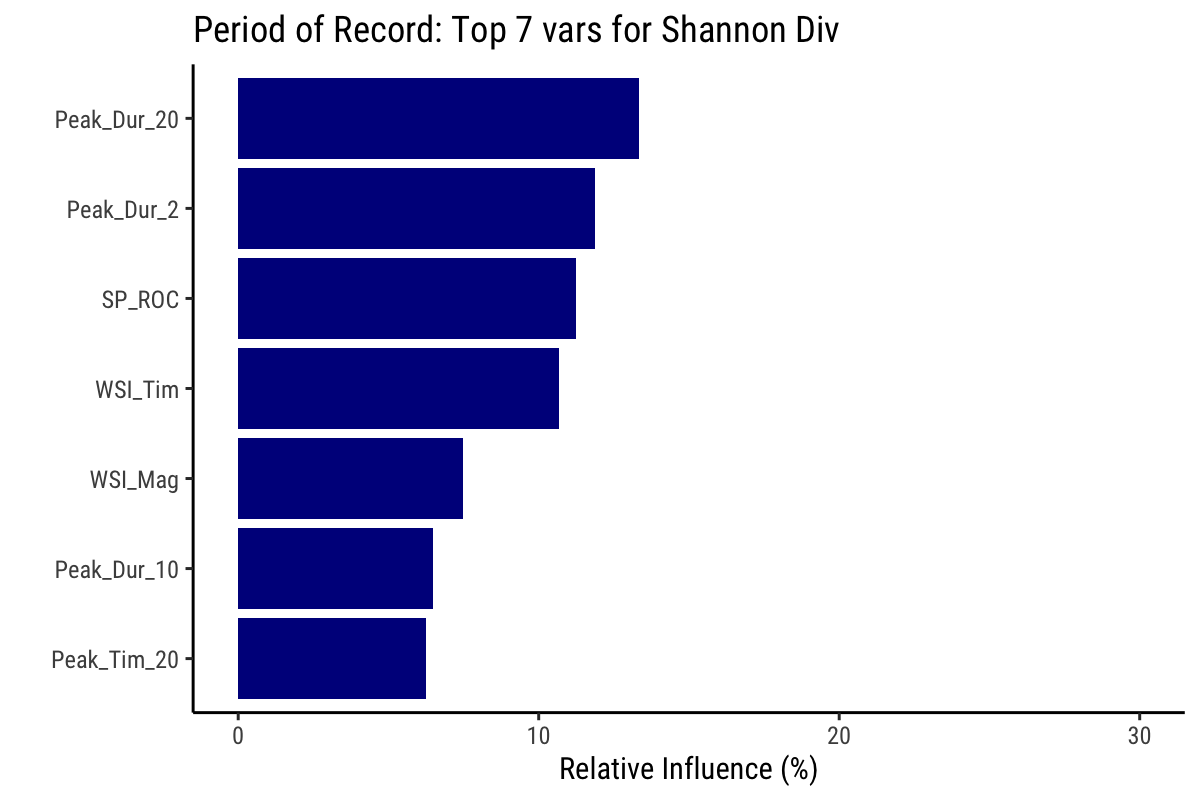 Period of Record: Top 7 vars for Shannon Div
Peak_Dur_20
Peak_Dur_2
SP_ROC
WSI_Tim
WSI_Mag
Peak_Dur_10
Peak_Tim_20
0 10 20 30
Relative Influence (%)